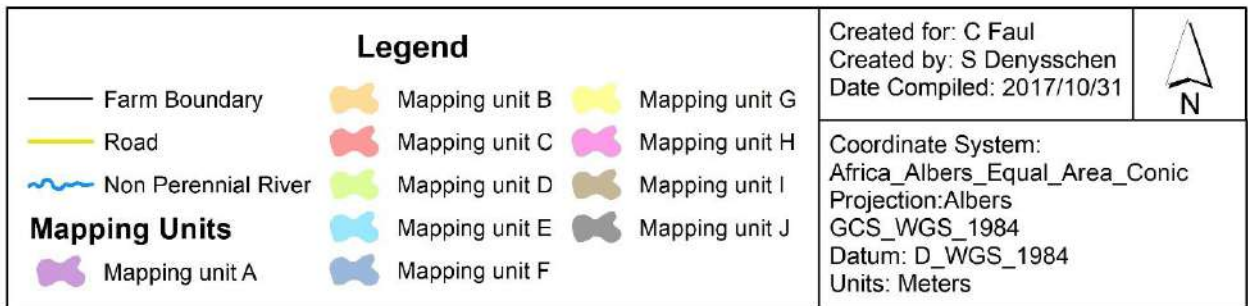 Legend
Farm Boundary
Road
Non Perennial River
Mapping Units
Mapping unit A
Mapping unit B
Mapping unit C
Mapping unit D
Mapping unit E
Mapping unit F
Mapping unit G
Mapping unit H
Mapping unit I
Mapping unit J
Created for: C Faul
Created by: S Denysschen
Date Compiled: 2017/10/31
N
Coordinate System:
Africa_Albers_Equal_Area_Conic
Projection:Albers
GCS_WGS_1984
Datum: D_WGS_1984
Units: Meters